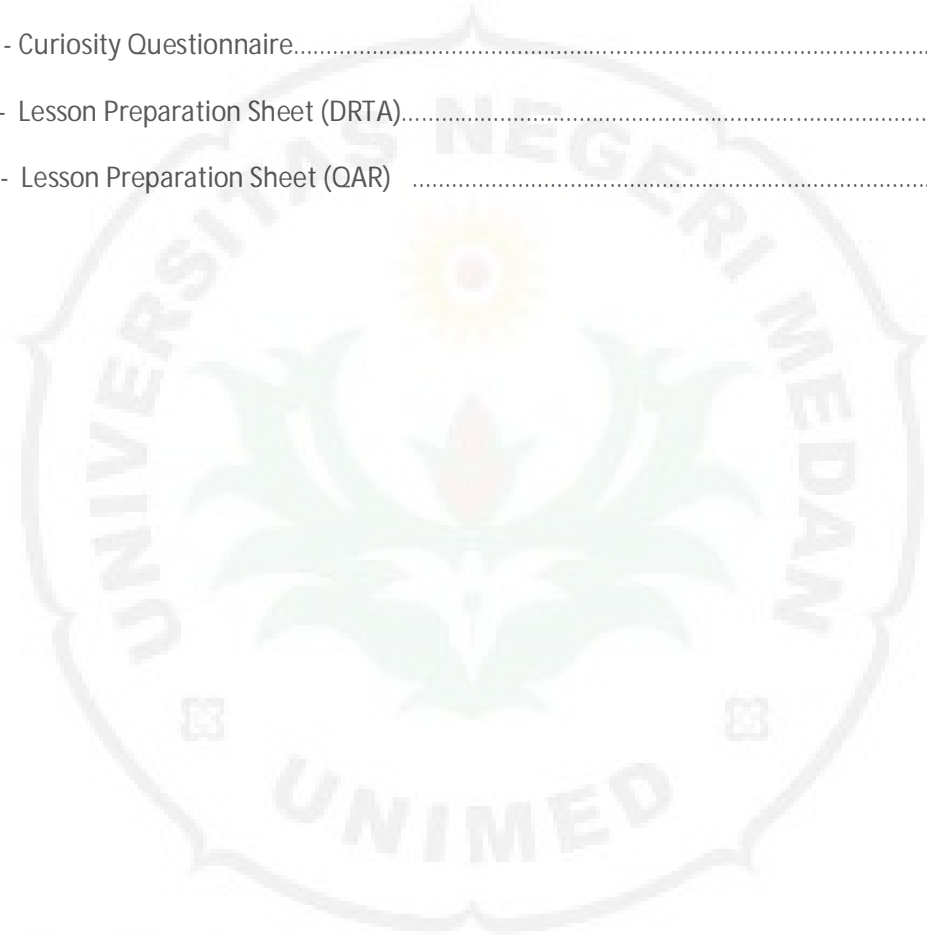 - Curiosity Questionnaire................................................................................................
- Lesson Preparation Sheet (DRTA)................................................................................
- Lesson Preparation Sheet (QAR) ..............................................................................
UNIVERSITAS NEGERI MEDAN
UNIMED